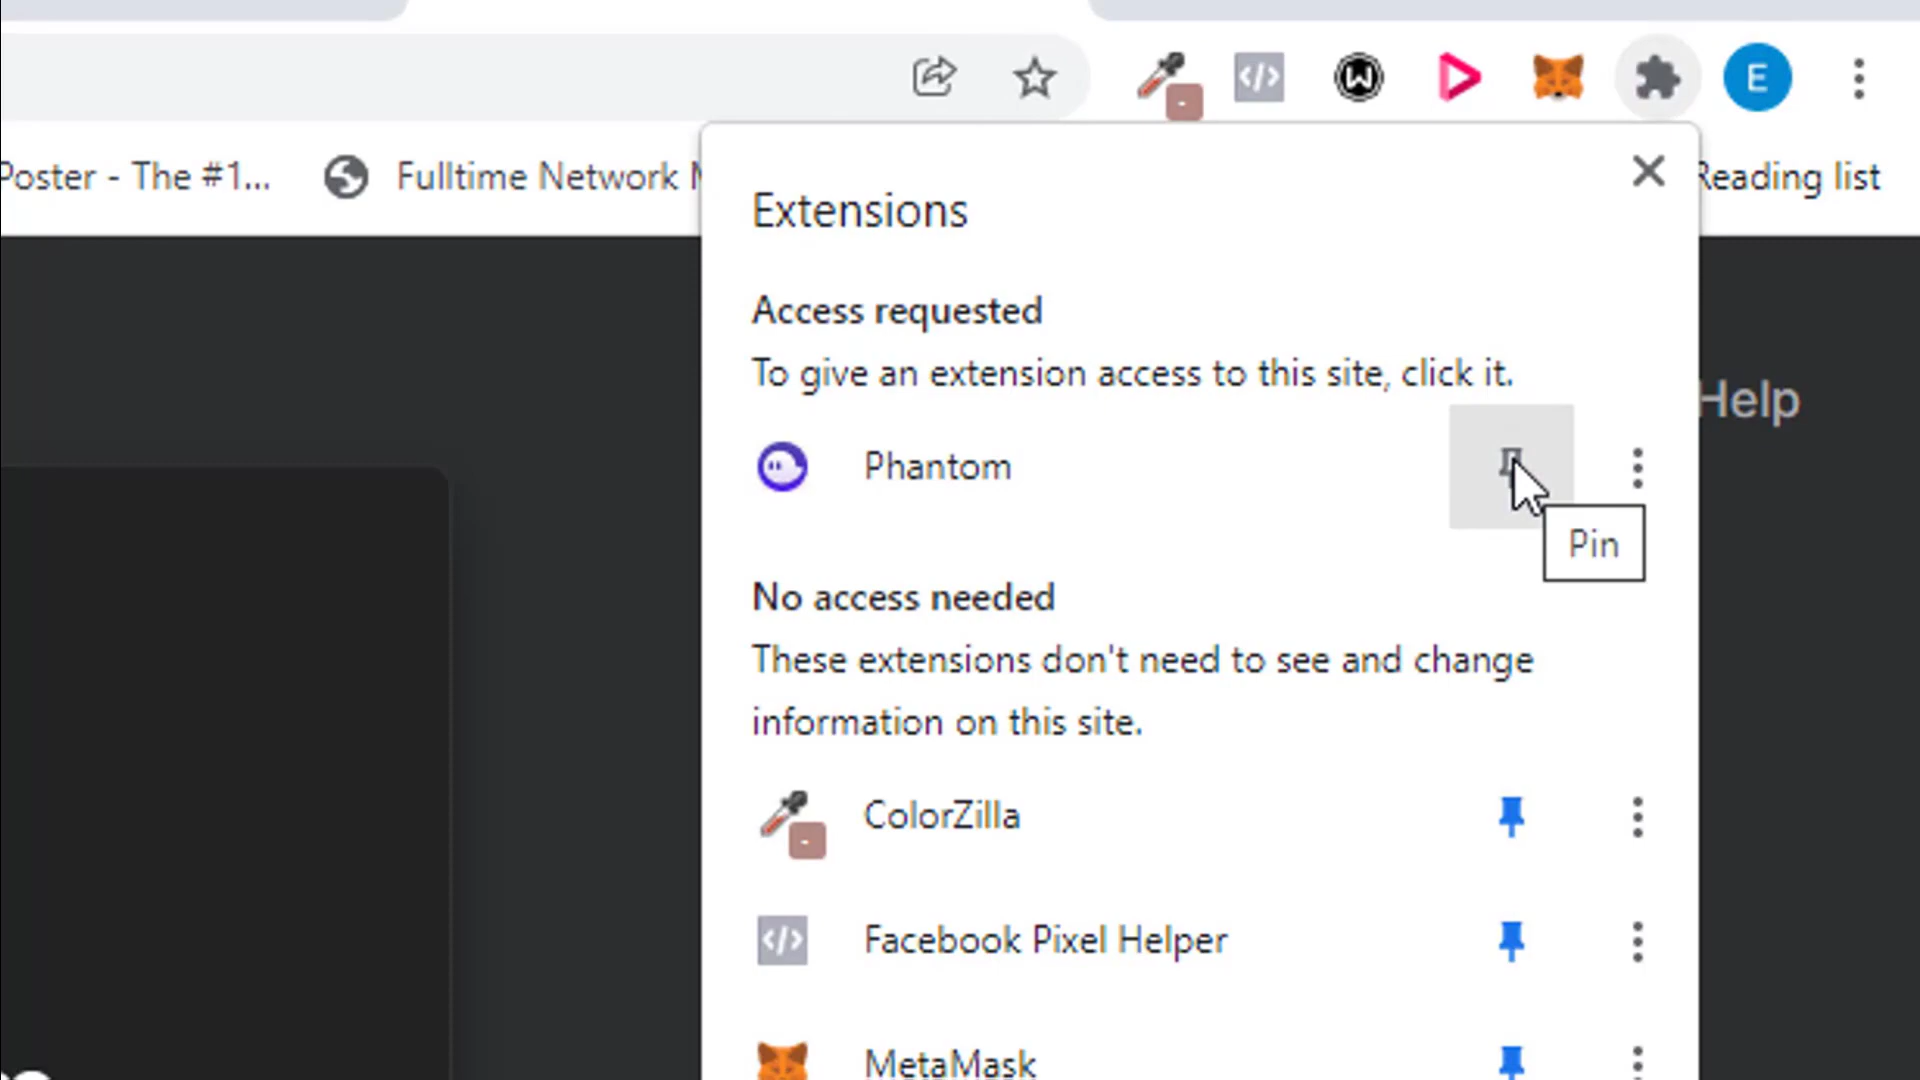 E
Poster - The #1...
Fulltime Network
Reading list
Extensions
Access requested
To give an extension access to this site, click it.
Help
Phantom
Pin
No access needed
These extensions don't need to see and change
information on this site.
ColorZilla
Facebook Pixel Helper
MetaMask